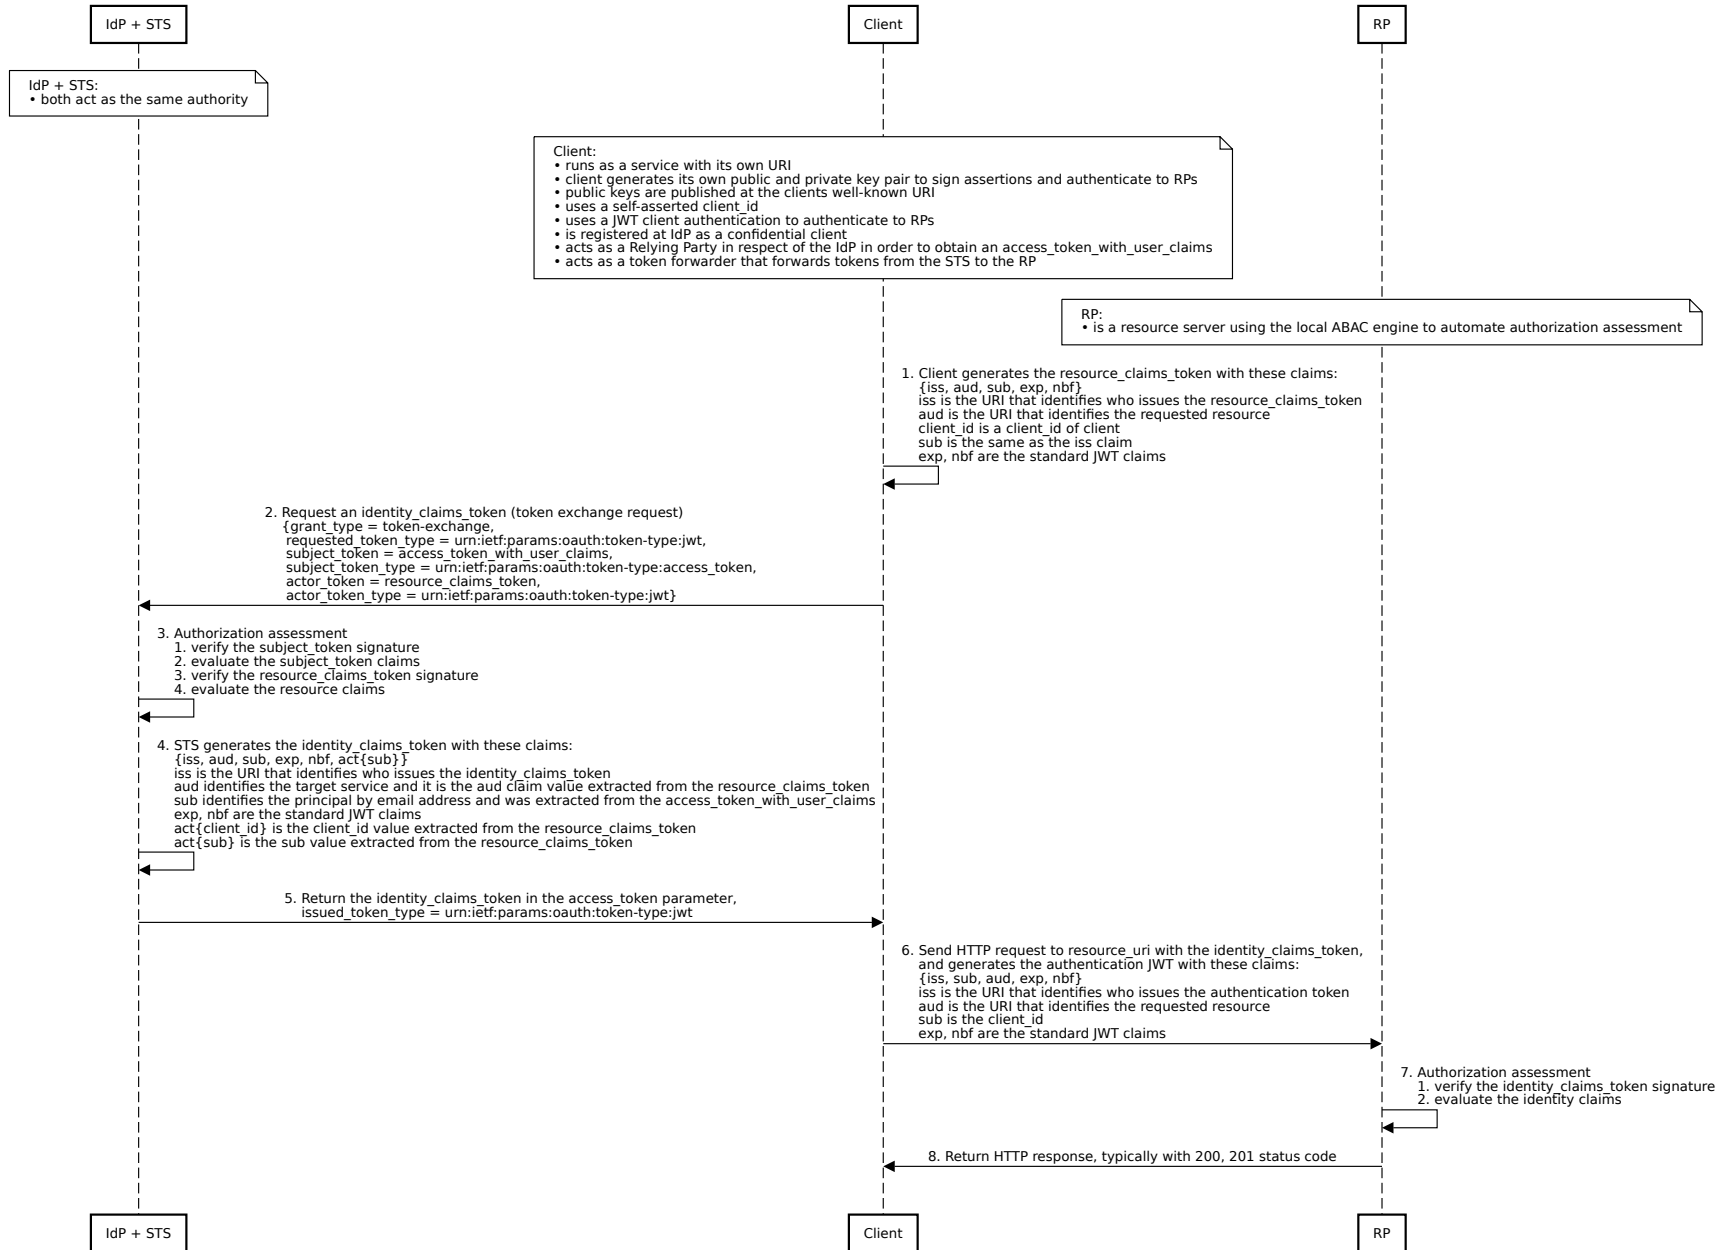 IdP + STS
Client
RP
IdP + STS:
• both act as the same authority
Client:
• runs as a service with its own URI
• client generates its own public and private key pair to sign assertions and authenticate to RPs
• public keys are published at the clients well-known URI
• uses a self-asserted client_id
• uses a JWT client authentication to authenticate to RPs
• is registered at IdP as a confidential client
• acts as a Relying Party in respect of the IdP in order to obtain an access_token_with_user_claims
• acts as a token forwarder that forwards tokens from the STS to the RP
RP:
• is a resource server using the local ABAC engine to automate authorization assessment
1. Client generates the resource_claims_token with these claims:
{iss, aud, sub, exp, nbf}
iss is the URI that identifies who issues the resource_claims_token
aud is the URI that identifies the requested resource
client_id is a client_id of client
sub is the same as the iss claim
exp, nbf are the standard JWT claims
2. Request an identity_claims_token (token exchange request)
{grant_type = token-exchange,
requested_token_type = urn:ietf:params:oauth:token-type:jwt,
subject_token = access_token_with_user_claims,
subject_token_type = urn:ietf:params:oauth:token-type:access_token,
actor_token = resource_claims_token,
actor_token_type = urn:ietf:params:oauth:token-type:jwt}
3. Authorization assessment
1. verify the subject_token signature
2. evaluate the subject_token claims
3. verify the resource_claims_token signature
4. evaluate the resource claims
4. STS generates the identity_claims_token with these claims:
{iss, aud, sub, exp, nbf, act{sub}}
iss is the URI that identifies who issues the identity_claims_token
aud identifies the target service and it is the aud claim value extracted from the resource_claims_token
sub identifies the principal by email address and was extracted from the access_token_with_user_claims
exp, nbf are the standard JWT claims
act{client_id} is the client_id value extracted from the resource_claims_token
act{sub} is the sub value extracted from the resource_claims_token
5. Return the identity_claims_token in the access_token parameter,
issued_token_type = urn:ietf:params:oauth:token-type:jwt
6. Send HTTP request to resource_uri with the identity_claims_token,
and generates the authentication JWT with these claims:
{iss, sub, aud, exp, nbf}
iss is the URI that identifies who issues the authentication token
aud is the URI that identifies the requested resource
sub is the client_id
exp, nbf are the standard JWT claims
7. Authorization assessment
1. verify the identity_claims_token signature
2. evaluate the identity claims
8. Return HTTP response, typically with 200, 201 status code
IdP + STS
Client
RP